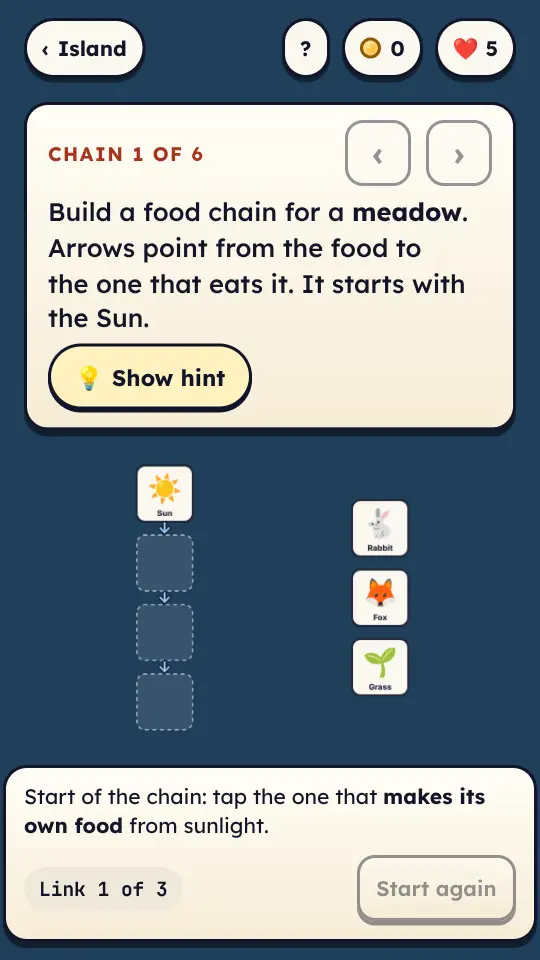 ‹ Island
?
0
5
CHAIN 1 OF 6
‹
›
Build a food chain for a meadow.
Arrows point from the food to
the one that eats it. It starts with
the Sun.
Show hint
Sun
Rabbit
Fox
Grass
Start of the chain: tap the one that makes its
own food from sunlight.
Link 1 of 3
Start again